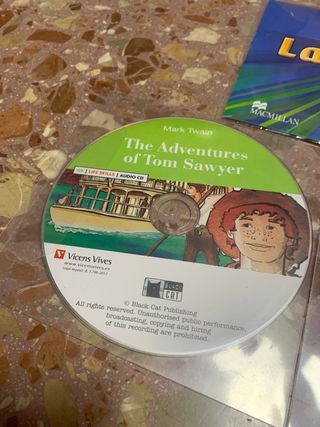 La
MACMILLAN
Mark Twain
The Adventures
of Tom Sawyer
LIFE SKILLS | AUDIO CD
Vicens Vives
www.vicensvives.es
BLACK
CAT
© Black Cat Publishing
All rights reserved. Unauthorised public performance,
broadcasting, copying and hiring
of this recording are prohibited.